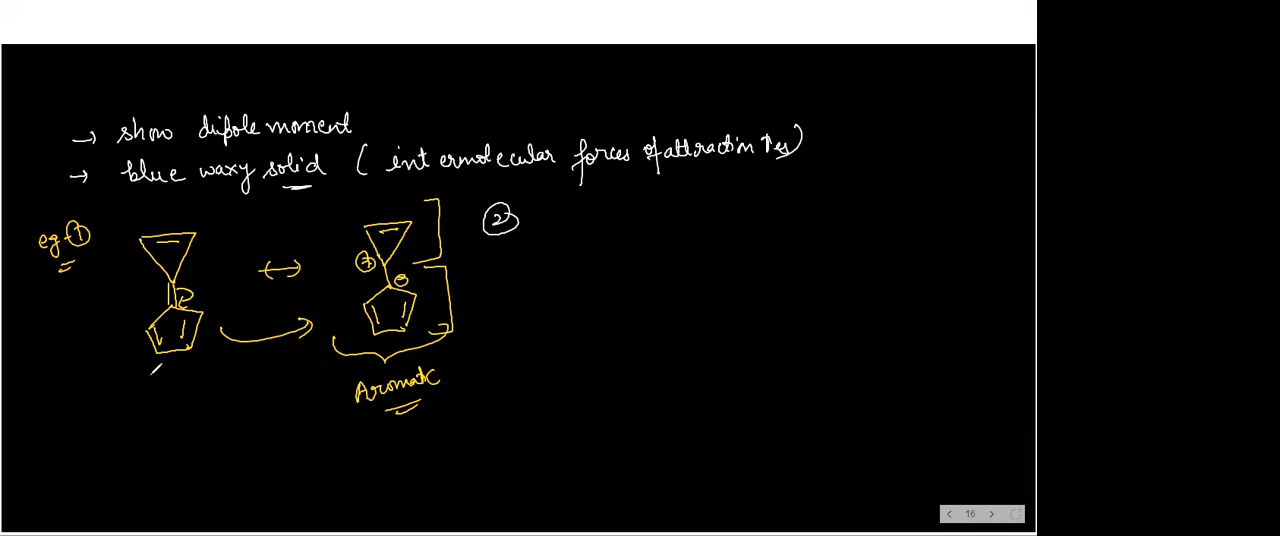 → show dipole moment
→ blue waxy solid ( intermolecular forces of attraction ↑es)
eg-①
②
⊕
⊖
Aromatic
16